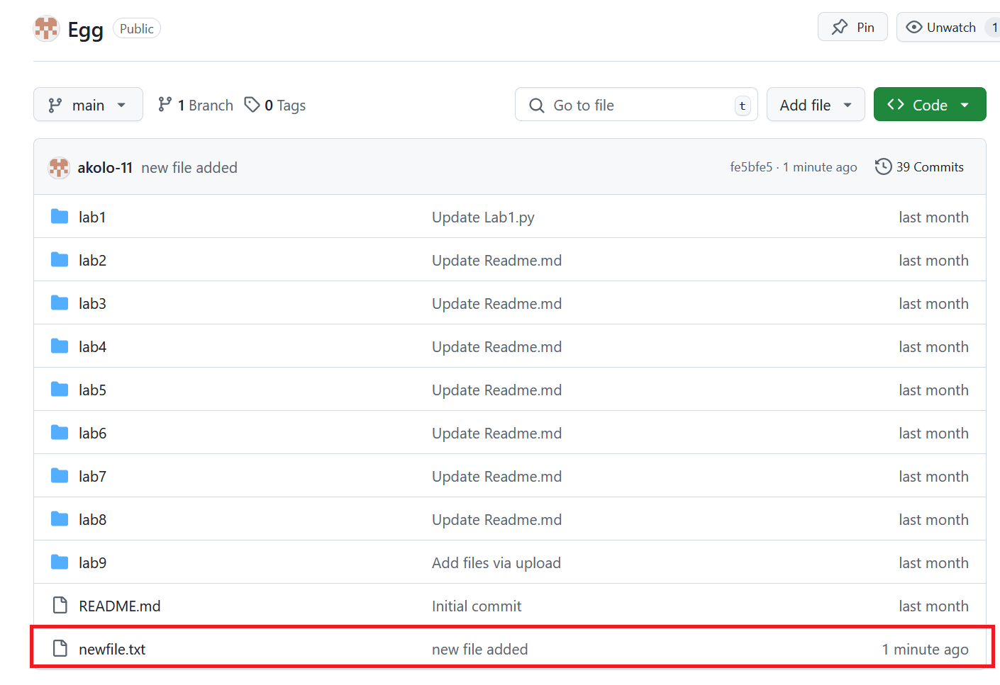 Egg Public Pin Unwatch 1
main 1 Branch 0 Tags Go to file t Add file Code
akolo-11 new file added fe5bfe5 · 1 minute ago 39 Commits
lab1 Update Lab1.py last month
lab2 Update Readme.md last month
lab3 Update Readme.md last month
lab4 Update Readme.md last month
lab5 Update Readme.md last month
lab6 Update Readme.md last month
lab7 Update Readme.md last month
lab8 Update Readme.md last month
lab9 Add files via upload last month
README.md Initial commit last month
newfile.txt new file added 1 minute ago